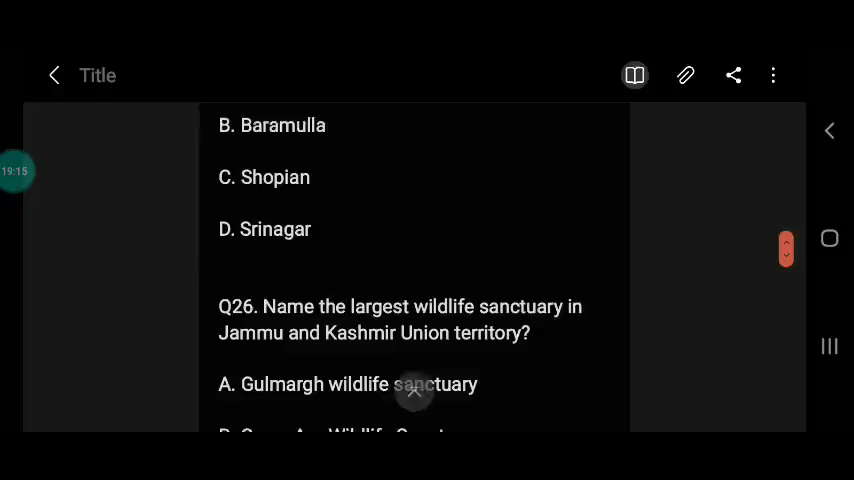 Title
B. Baramulla
19:15
C. Shopian
D. Srinagar
Q26. Name the largest wildlife sanctuary in
Jammu and Kashmir Union territory?
A. Gulmargh wildlife sanctuary